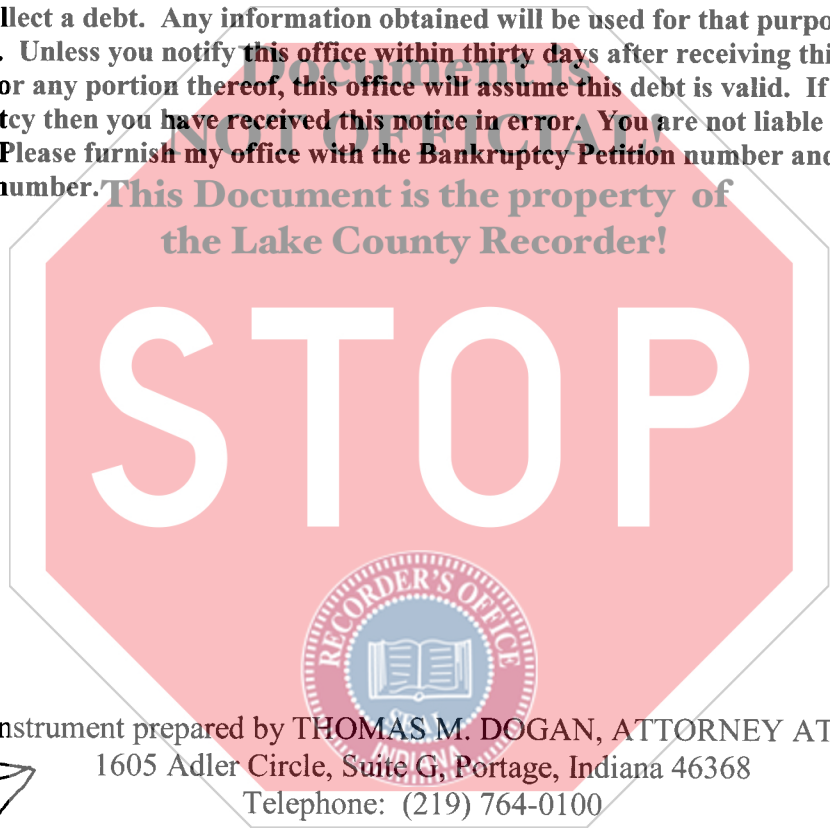 llect a debt. Any information obtained will be used for that purpo
. Unless you notify this office within thirty days after receiving thi
or any portion thereof, this office will assume this debt is valid. If
tcy then you have received this notice in error. You are not liable
Please furnish my office with the Bankruptcy Petition number and
number.
Document is
NOT OFFICIAL!
This Document is the property of
the Lake County Recorder!
STOP
RECORDER'S OFFICE
SEAL
INDIANA
nstrument prepared by THOMAS M. DOGAN, ATTORNEY AT
1605 Adler Circle, Suite G, Portage, Indiana 46368
Telephone: (219) 764-0100